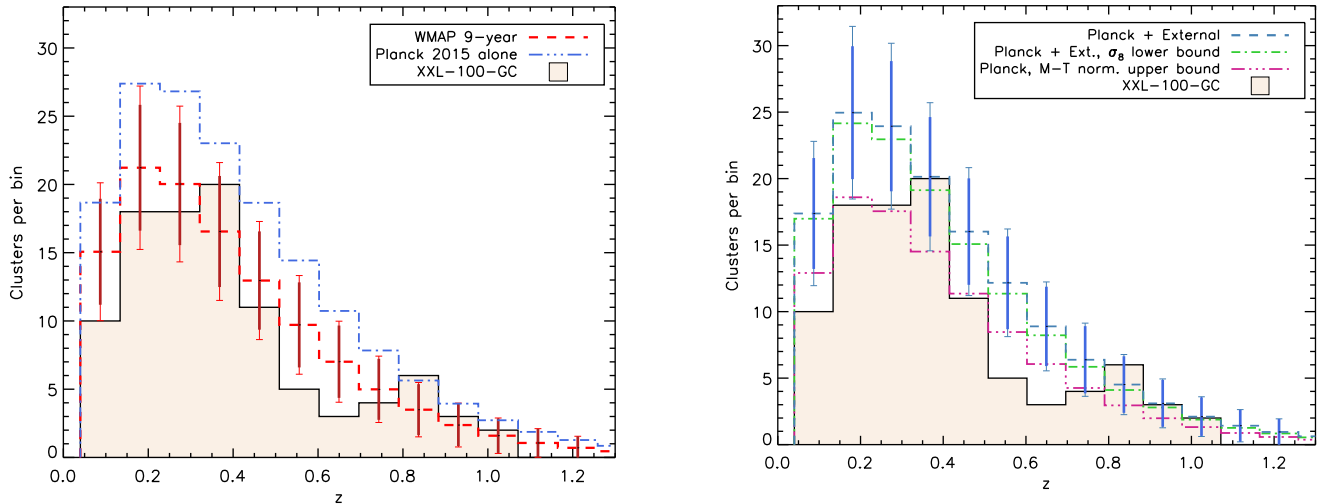 WMAP 9-year
Planck 2015 alone
XXL-100-GC
30
25
20
15
10
5
0
Clusters per bin
0.0 0.2 0.4 0.6 0.8 1.0 1.2
z
Planck + External
Planck + Ext., σ8 lower bound
Planck, M-T norm. upper bound
XXL-100-GC
30
25
20
15
10
5
0
Clusters per bin
0.0 0.2 0.4 0.6 0.8 1.0 1.2
z